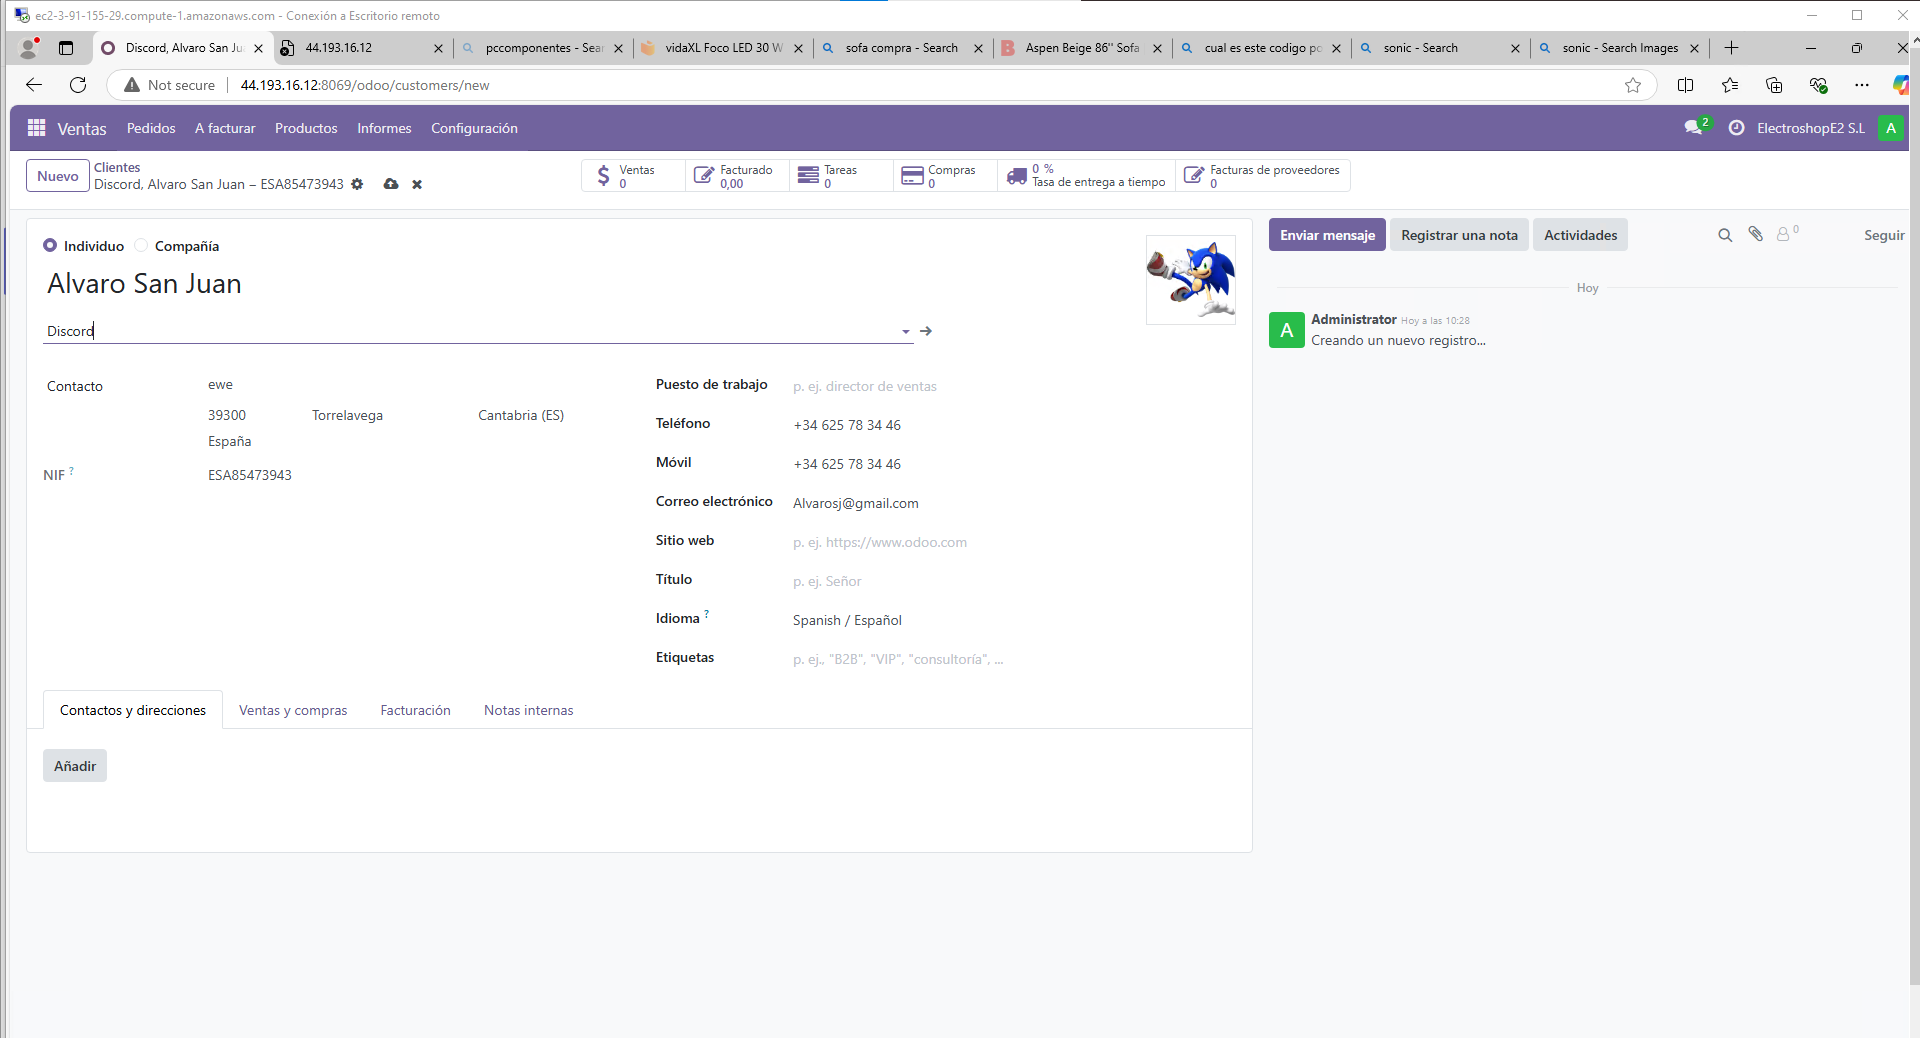 ec2-3-91-155-29.compute-1.amazonaws.com - Conexión a Escritorio remoto
Discord, Alvaro San Ju
44.193.16.12
pccomponentes - Sear
vidaXL Foco LED 30 W
sofa compra - Search
Aspen Beige 86" Sofa
cual es este codigo po
sonic - Search
sonic - Search Images
Not secure
44.193.16.12:8069/odoo/customers/new
Ventas
Pedidos
A facturar
Productos
Informes
Configuración
2
ElectroshopE2 S.L
A
Nuevo
Clientes
Discord, Alvaro San Juan – ESA85473943
Ventas
0
Facturado
0,00
Tareas
0
Compras
0
0 %
Tasa de entrega a tiempo
Facturas de proveedores
0
Individuo
Compañía
Alvaro San Juan
Discord
Contacto
ewe
39300
Torrelavega
Cantabria (ES)
España
NIF ?
ESA85473943
Puesto de trabajo
p. ej. director de ventas
Teléfono
+34 625 78 34 46
Móvil
+34 625 78 34 46
Correo electrónico
Alvarosj@gmail.com
Sitio web
p. ej. https://www.odoo.com
Título
p. ej. Señor
Idioma ?
Spanish / Español
Etiquetas
p. ej., "B2B", "VIP", "consultoría", ...
Contactos y direcciones
Ventas y compras
Facturación
Notas internas
Añadir
Enviar mensaje
Registrar una nota
Actividades
0
Seguir
Hoy
A
Administrator
Hoy a las 10:28
Creando un nuevo registro...